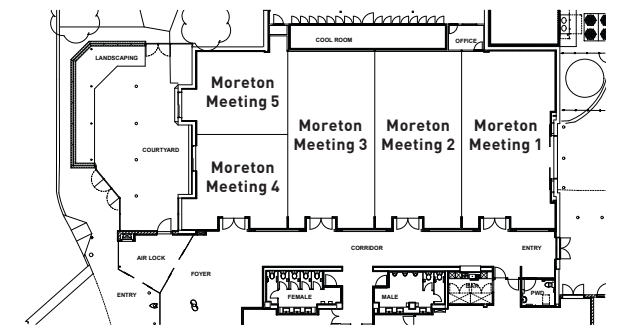 COOL ROOM
OFFICE
LANDSCAPING
Moreton
Meeting 5
Moreton
Meeting 3
Moreton
Meeting 2
Moreton
Meeting 1
COURTYARD
Moreton
Meeting 4
CORRIDOR
ENTRY
AIR LOCK
FOYER
ENTRY
FEMALE
MALE
PWD